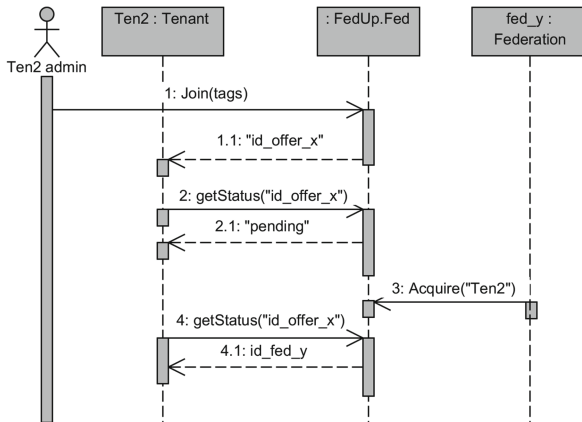 Ten2 : Tenant
: FedUp.Fed
fed_y :
Federation
Ten2 admin
1: Join(tags)
1.1: "id_offer_x"
2: getStatus("id_offer_x")
2.1: "pending"
3: Acquire("Ten2")
4: getStatus("id_offer_x")
4.1: id_fed_y